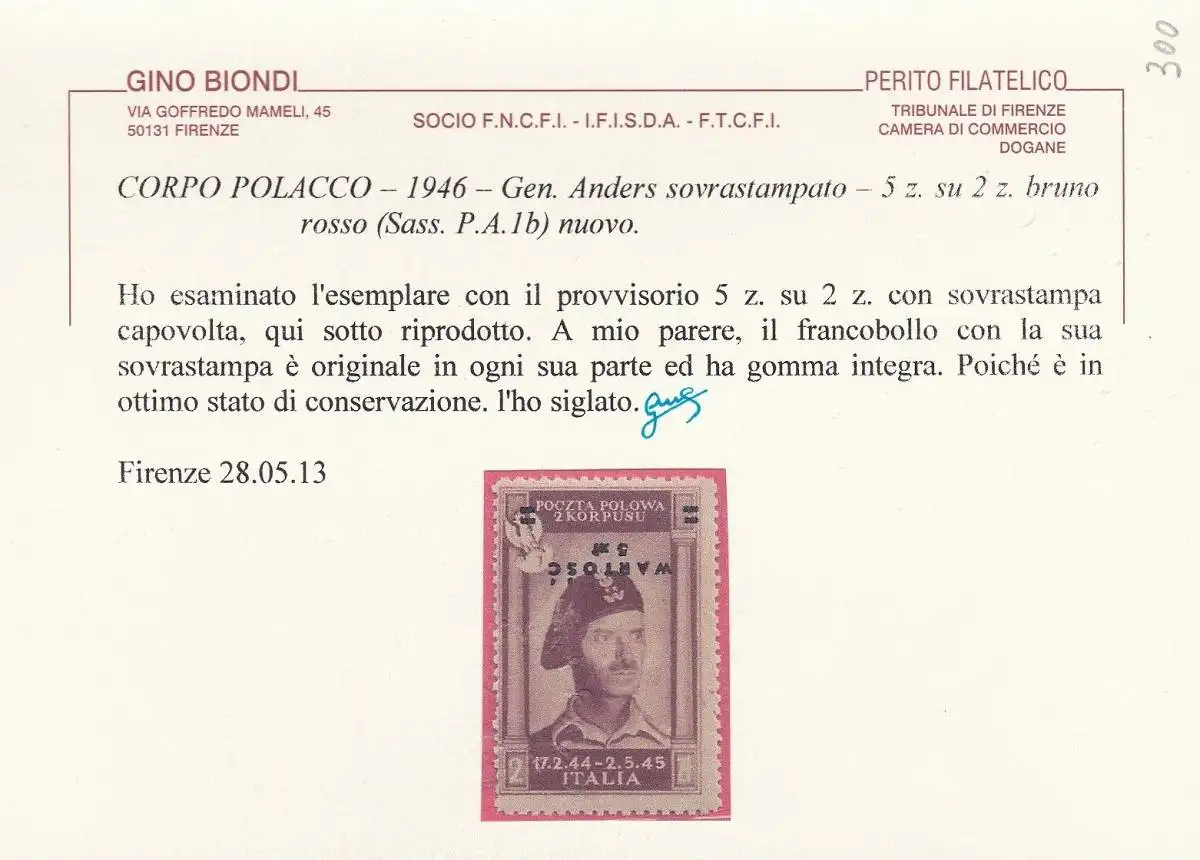 300
GINO BIONDI
PERITO FILATELICO
VIA GOFFREDO MAMELI, 45
50131 FIRENZE
SOCIO F.N.C.F.I. - I.F.I.S.D.A. - F.T.C.F.I.
TRIBUNALE DI FIRENZE
CAMERA DI COMMERCIO
DOGANE
CORPO POLACCO – 1946 – Gen. Anders sovrastampato – 5 z. su 2 z. bruno
rosso (Sass. P.A.1b) nuovo.
Ho esaminato l'esemplare con il provvisorio 5 z. su 2 z. con sovrastampa
capovolta, qui sotto riprodotto. A mio parere, il francobollo con la sua
sovrastampa è originale in ogni sua parte ed ha gomma integra. Poiché è in
ottimo stato di conservazione. l'ho siglato.
Firenze 28.05.13
POCZTA POLOWA
2 KORPUSU
5 zł
WARTOŚĆ
2 17.2.44-2.5.45 zł
ITALIA